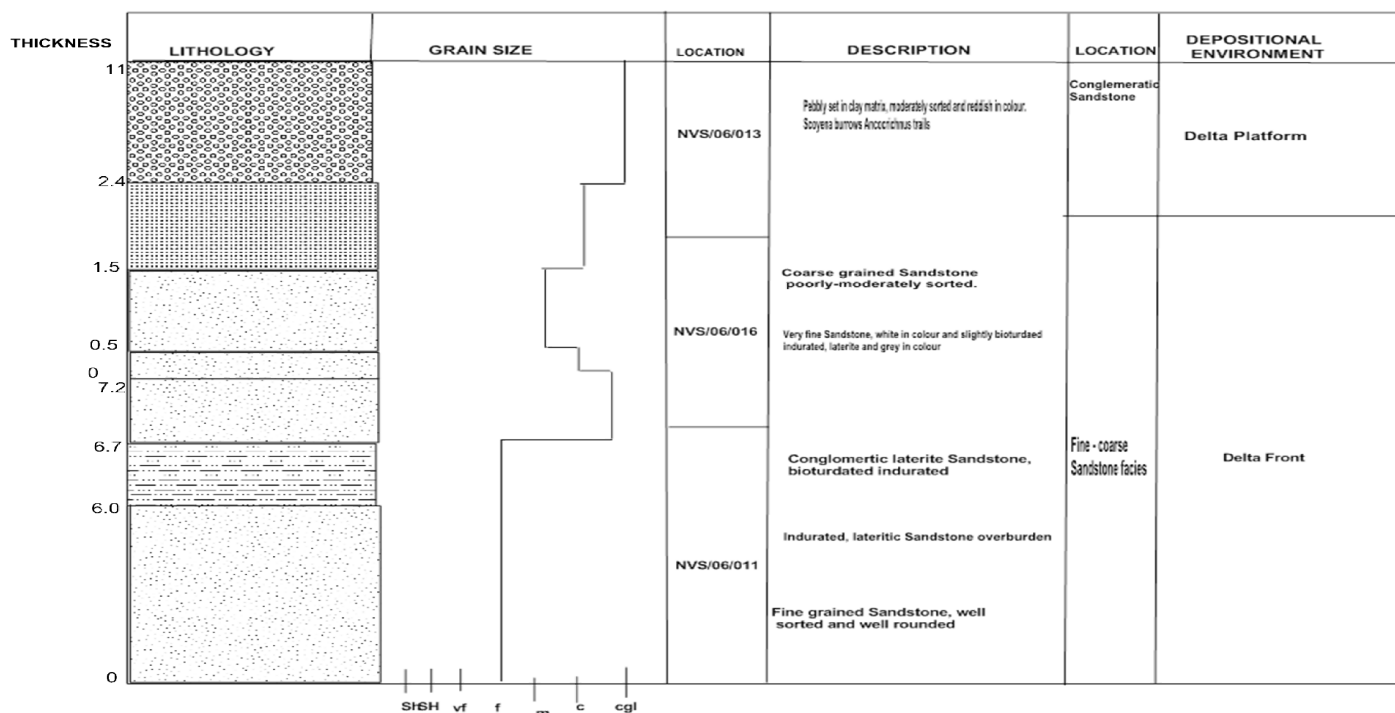 THICKNESS
LITHOLOGY
GRAIN SIZE
LOCATION
DESCRIPTION
LOCATION
DEPOSITIONAL
ENVIRONMENT
11
2.4
1.5
0.5
0
7.2
6.7
6.0
0
ShSH vf f m c cgl
NVS/06/013
NVS/06/016
NVS/06/011
Pebbly set in clay matrix, moderately sorted and reddish in colour.
Scoyena burrows Ancocrichnus trails
Coarse grained Sandstone
poorly-moderately sorted.
Very fine Sandstone, white in colour and slightly bioturdaed
indurated, laterite and grey in colour
Conglomertic laterite Sandstone,
bioturdated indurated
Indurated, lateritic Sandstone overburden
Fine grained Sandstone, well
sorted and well rounded
Conglemeratic
Sandstone
Fine - coarse
Sandstone facies
Delta Platform
Delta Front